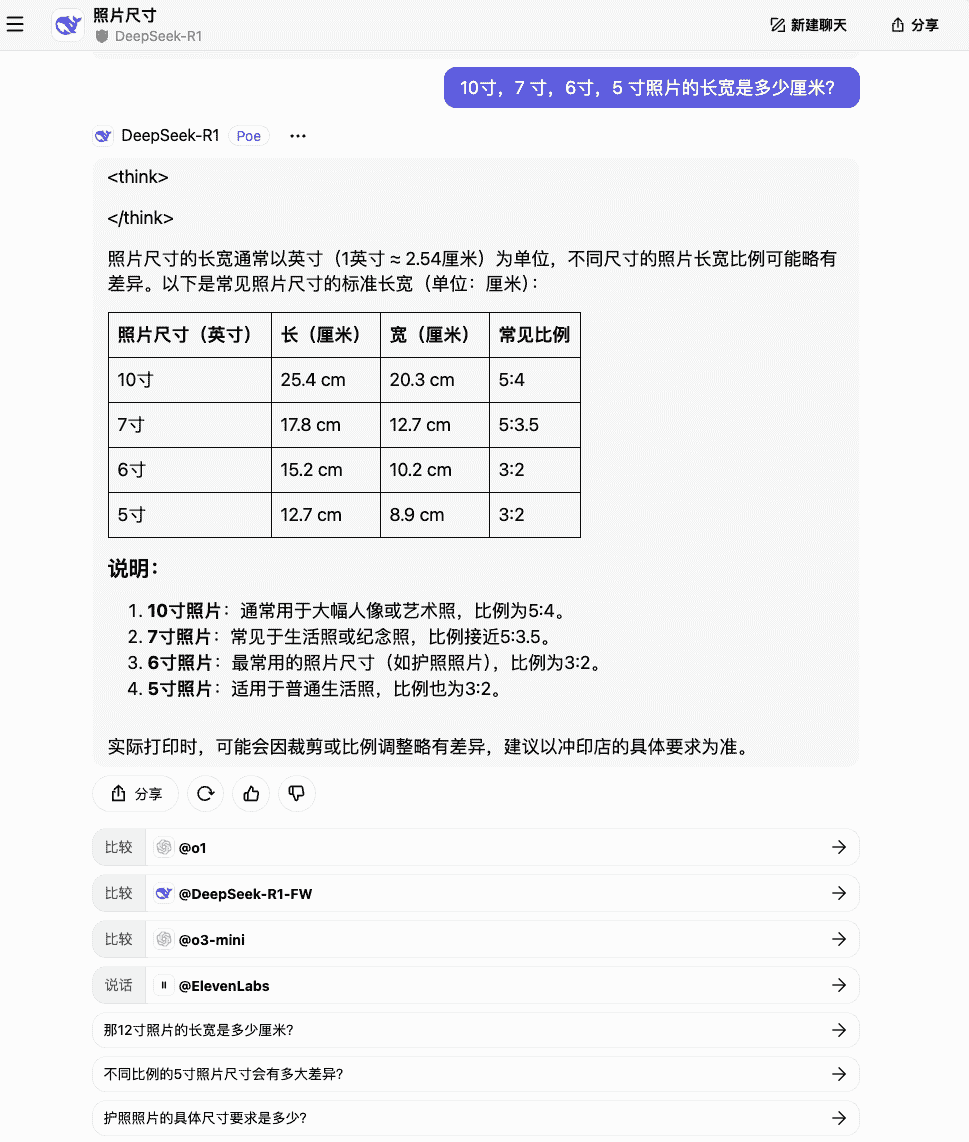 照片尺寸
DeepSeek-R1
新建聊天
分享
10寸，7 寸，6寸，5 寸照片的长宽是多少厘米？
DeepSeek-R1 Poe
<think>
</think>
照片尺寸的长宽通常以英寸（1英寸 ≈ 2.54厘米）为单位，不同尺寸的照片长宽比例可能略有
差异。以下是常见照片尺寸的标准长宽（单位：厘米）：
照片尺寸（英寸） 长（厘米） 宽（厘米） 常见比例
10寸 25.4 cm 20.3 cm 5:4
7寸 17.8 cm 12.7 cm 5:3.5
6寸 15.2 cm 10.2 cm 3:2
5寸 12.7 cm 8.9 cm 3:2
说明：
1. 10寸照片：通常用于大幅人像或艺术照，比例为5:4。
2. 7寸照片：常见于生活照或纪念照，比例接近5:3.5。
3. 6寸照片：最常用的照片尺寸（如护照照片），比例为3:2。
4. 5寸照片：适用于普通生活照，比例也为3:2。
实际打印时，可能会因裁剪或比例调整略有差异，建议以冲印店的具体要求为准。
分享
比较 @o1
比较 @DeepSeek-R1-FW
比较 @o3-mini
说话 @ElevenLabs
那12寸照片的长宽是多少厘米?
不同比例的5寸照片尺寸会有多大差异?
护照照片的具体尺寸要求是多少?